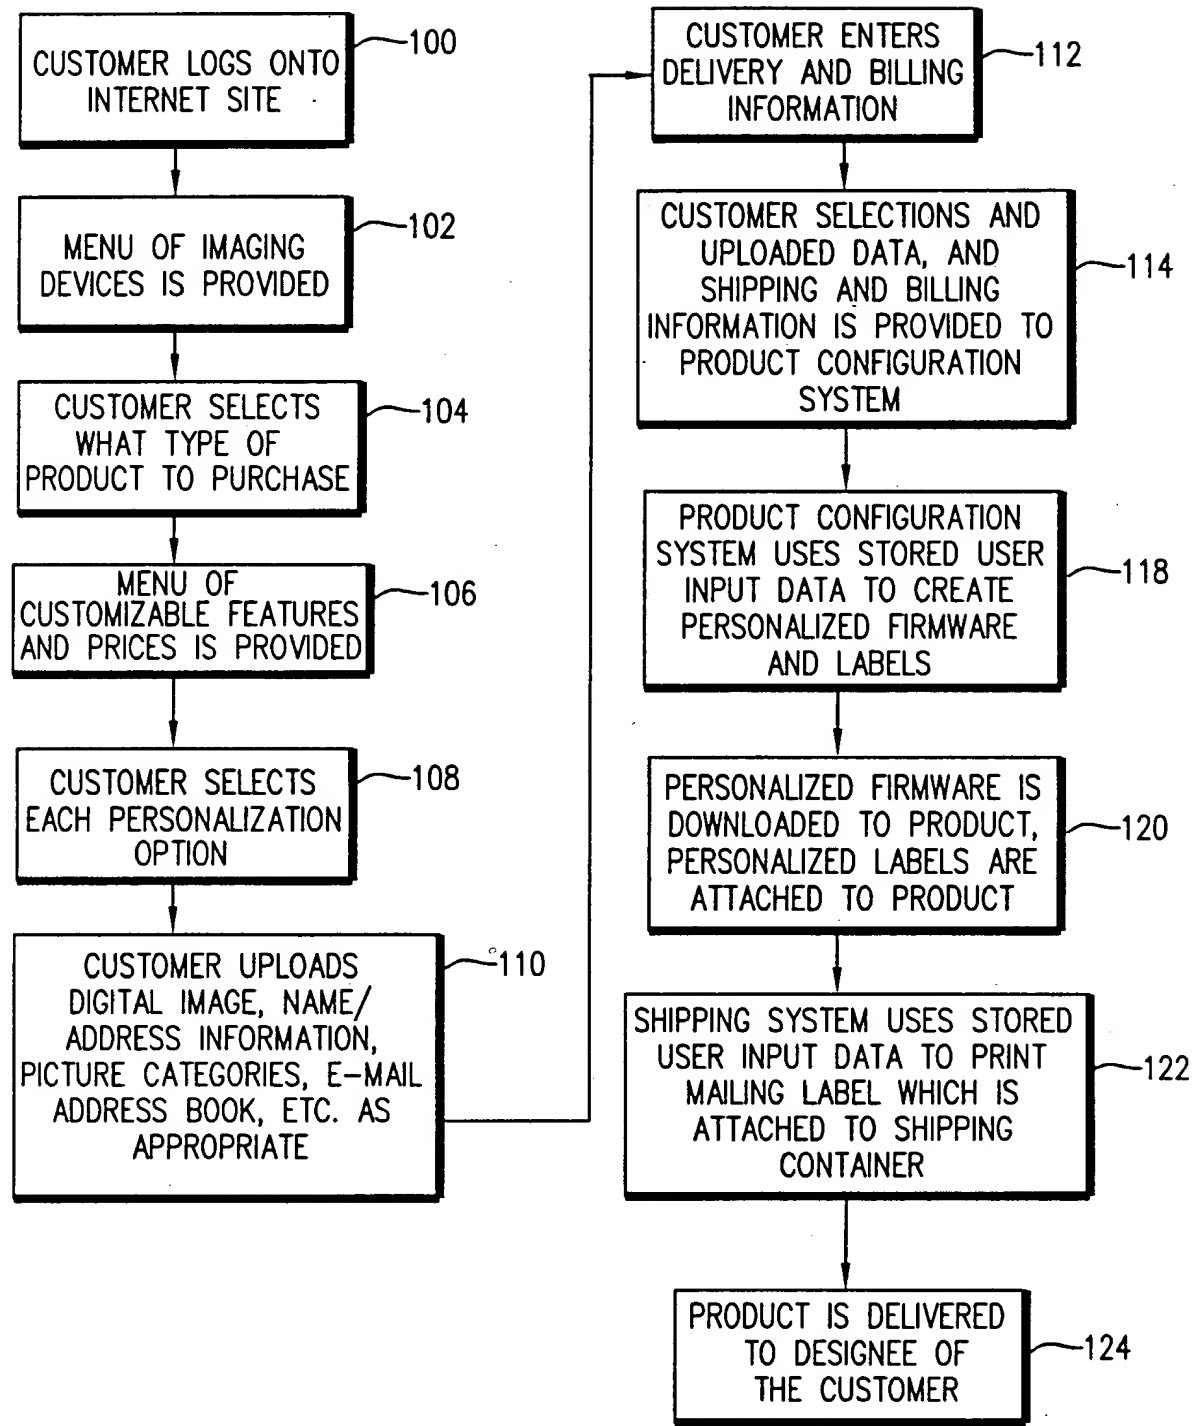 CUSTOMER LOGS ONTO
INTERNET SITE
100
MENU OF IMAGING
DEVICES IS PROVIDED
102
CUSTOMER SELECTS
WHAT TYPE OF
PRODUCT TO PURCHASE
104
MENU OF
CUSTOMIZABLE FEATURES
AND PRICES IS PROVIDED
106
CUSTOMER SELECTS
EACH PERSONALIZATION
OPTION
108
CUSTOMER UPLOADS
DIGITAL IMAGE, NAME/
ADDRESS INFORMATION,
PICTURE CATEGORIES, E-MAIL
ADDRESS BOOK, ETC. AS
APPROPRIATE
110
CUSTOMER ENTERS
DELIVERY AND BILLING
INFORMATION
112
CUSTOMER SELECTIONS AND
UPLOADED DATA, AND
SHIPPING AND BILLING
INFORMATION IS PROVIDED TO
PRODUCT CONFIGURATION
SYSTEM
114
PRODUCT CONFIGURATION
SYSTEM USES STORED USER
INPUT DATA TO CREATE
PERSONALIZED FIRMWARE
AND LABELS
118
PERSONALIZED FIRMWARE IS
DOWNLOADED TO PRODUCT,
PERSONALIZED LABELS ARE
ATTACHED TO PRODUCT
120
SHIPPING SYSTEM USES STORED
USER INPUT DATA TO PRINT
MAILING LABEL WHICH IS
ATTACHED TO SHIPPING
CONTAINER
122
PRODUCT IS DELIVERED
TO DESIGNEE OF
THE CUSTOMER
124